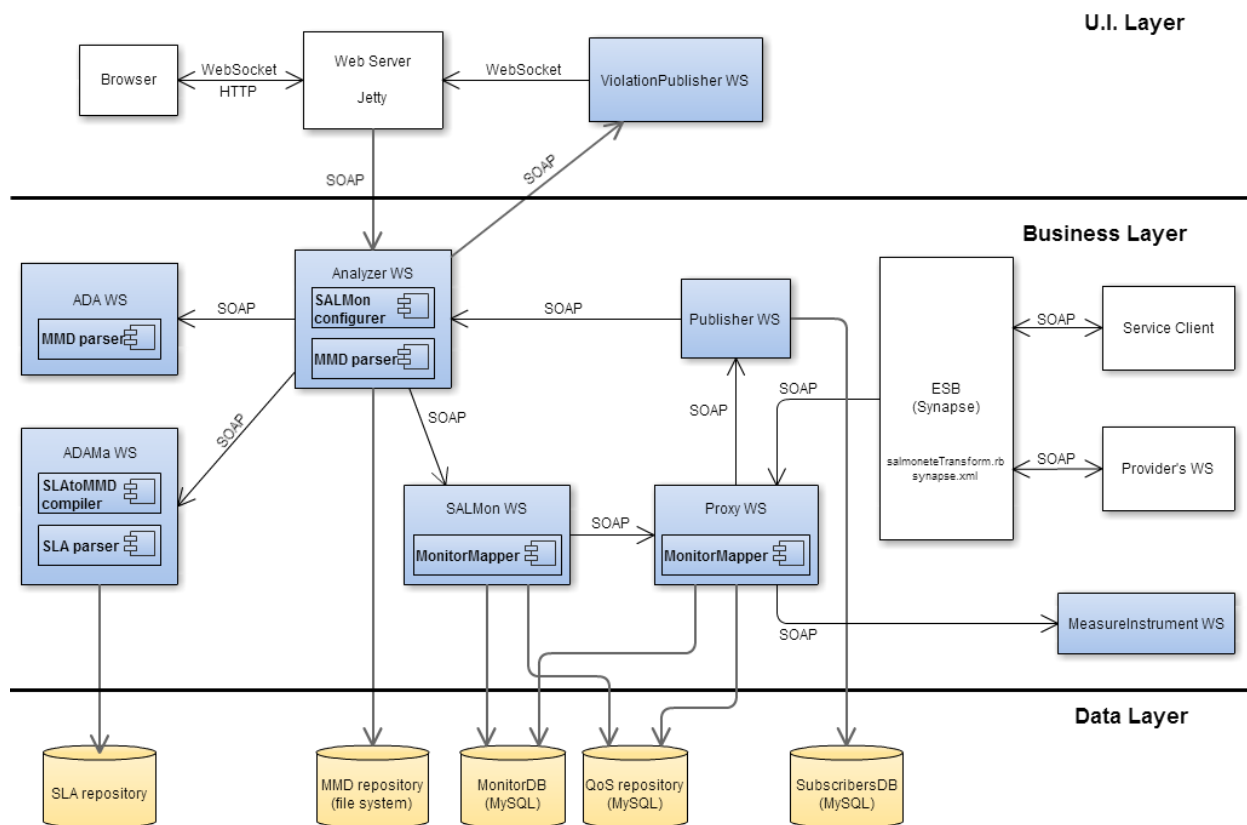 U.I. Layer
Browser
WebSocket
HTTP
Web Server
Jetty
WebSocket
ViolationPublisher WS
SOAP
SOAP
Business Layer
ADA WS
MMD parser
SOAP
Analyzer WS
SALMon
configurer
MMD parser
SOAP
Publisher WS
ESB
(Synapse)
salmoneteTransform.rb
synapse.xml
SOAP
Service Client
SOAP
Provider's WS
SOAP
SOAP
SOAP
SOAP
ADAMa WS
SLAtoMMD
compiler
SLA parser
SALMon WS
MonitorMapper
SOAP
Proxy WS
MonitorMapper
SOAP
MeasureInstrument WS
Data Layer
SLA repository
MMD repository
(file system)
MonitorDB
(MySQL)
QoS repository
(MySQL)
SubscribersDB
(MySQL)